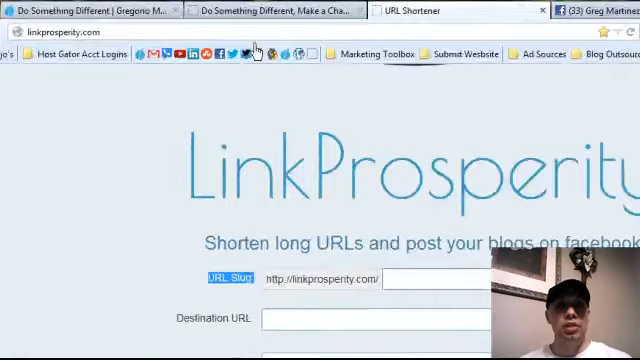 Do Something Different | Gregorio M...
Do Something Different, Make a Cha...
URL Shortener
(33) Greg Martinez
linkprosperity.com
jo's
Host Gator Acct Logins
Marketing Toolbox
Submit Website
Ad Sources
Blog Outsour
LinkProsperity
Shorten long URLs and post your blogs on facebook
URL Slug:
http://linkprosperity.com/
Destination URL